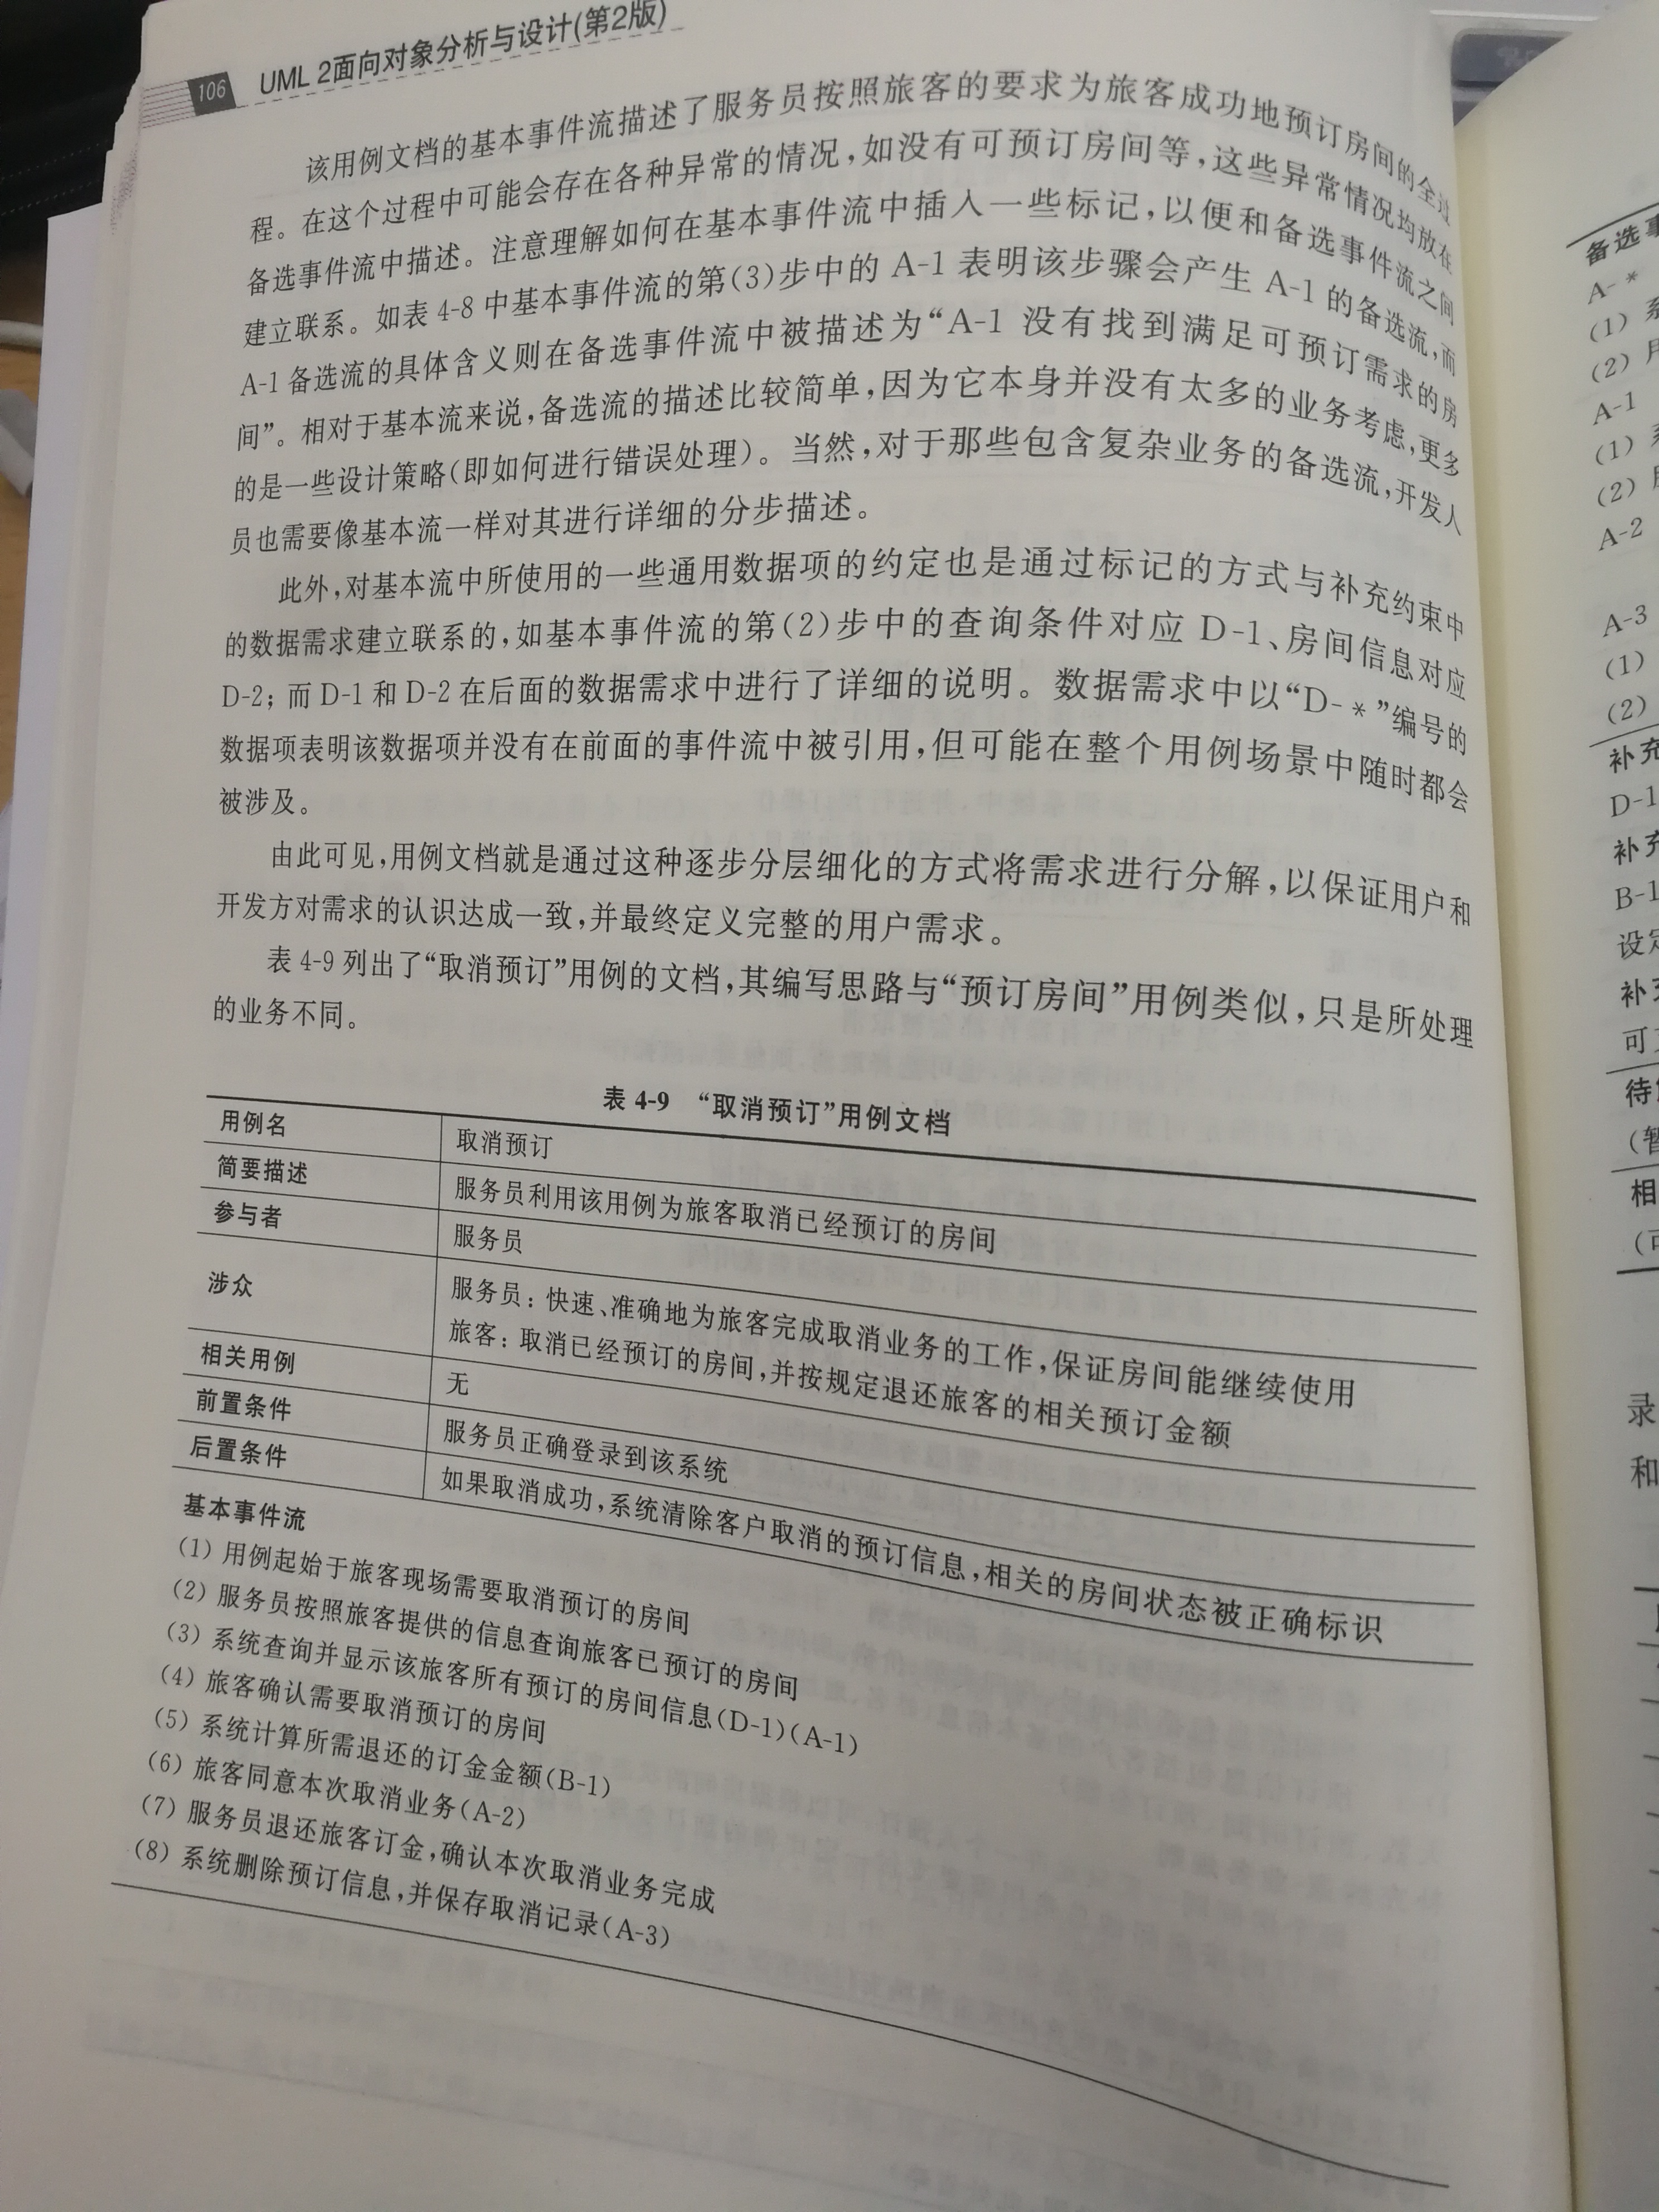 106 UML 2面向对象分析与设计(第2版)
该用例文档的基本事件流描述了服务员按照旅客的要求为旅客成功地预订房间的全过
程。在这个过程中可能会存在各种异常的情况,如没有可预订房间等,这些异常情况均放在
备选事件流中描述。注意理解如何在基本事件流中插入一些标记,以便和备选事件流之间
建立联系。如表 4-8 中基本事件流的第(3)步中的 A-1 表明该步骤会产生 A-1 的备选流,而
A-1 备选流的具体含义则在备选事件流中被描述为“A-1 没有找到满足可预订需求的房
间”。相对于基本流来说,备选流的描述比较简单,因为它本身并没有太多的业务考虑,更多
的是一些设计策略(即如何进行错误处理)。当然,对于那些包含复杂业务的备选流,开发人
员也需要像基本流一样对其进行详细的分步描述。
此外,对基本流中所使用的一些通用数据项的约定也是通过标记的方式与补充约束中
的数据需求建立联系的,如基本事件流的第(2)步中的查询条件对应 D-1、房间信息对应
D-2; 而 D-1 和 D-2 在后面的数据需求中进行了详细的说明。数据需求中以“D-*”编号的
数据项表明该数据项并没有在前面的事件流中被引用,但可能在整个用例场景中随时都会
被涉及。
由此可见,用例文档就是通过这种逐步分层细化的方式将需求进行分解,以保证用户和
开发方对需求的认识达成一致,并最终定义完整的用户需求。
表 4-9 列出了“取消预订”用例的文档,其编写思路与“预订房间”用例类似,只是所处理
的业务不同。
表 4-9 “取消预订”用例文档
用例名 取消预订
简要描述 服务员利用该用例为旅客取消已经预订的房间
参与者 服务员
涉众 服务员: 快速、准确地为旅客完成取消业务的工作,保证房间能继续使用
旅客: 取消已经预订的房间,并按规定退还旅客的相关预订金额
相关用例 无
前置条件 服务员正确登录到该系统
后置条件 如果取消成功,系统清除客户取消的预订信息,相关的房间状态被正确标识
基本事件流
(1) 用例起始于旅客现场需要取消预订的房间
(2) 服务员按照旅客提供的信息查询旅客已预订的房间
(3) 系统查询并显示该旅客所有预订的房间信息(D-1)(A-1)
(4) 旅客确认需要取消预订的房间
(5) 系统计算所需退还的订金金额(B-1)
(6) 旅客同意本次取消业务(A-2)
(7) 服务员退还旅客订金,确认本次取消业务完成
(8) 系统删除预订信息,并保存取消记录(A-3)
备选事
A-*
(1) 系
(2) 用
A-1
(1) 系
(2)
A-2
A-3
(1)
(2)
补充
D-1
补充
B-1
设定
补充
可
待
(暂
相
录
和